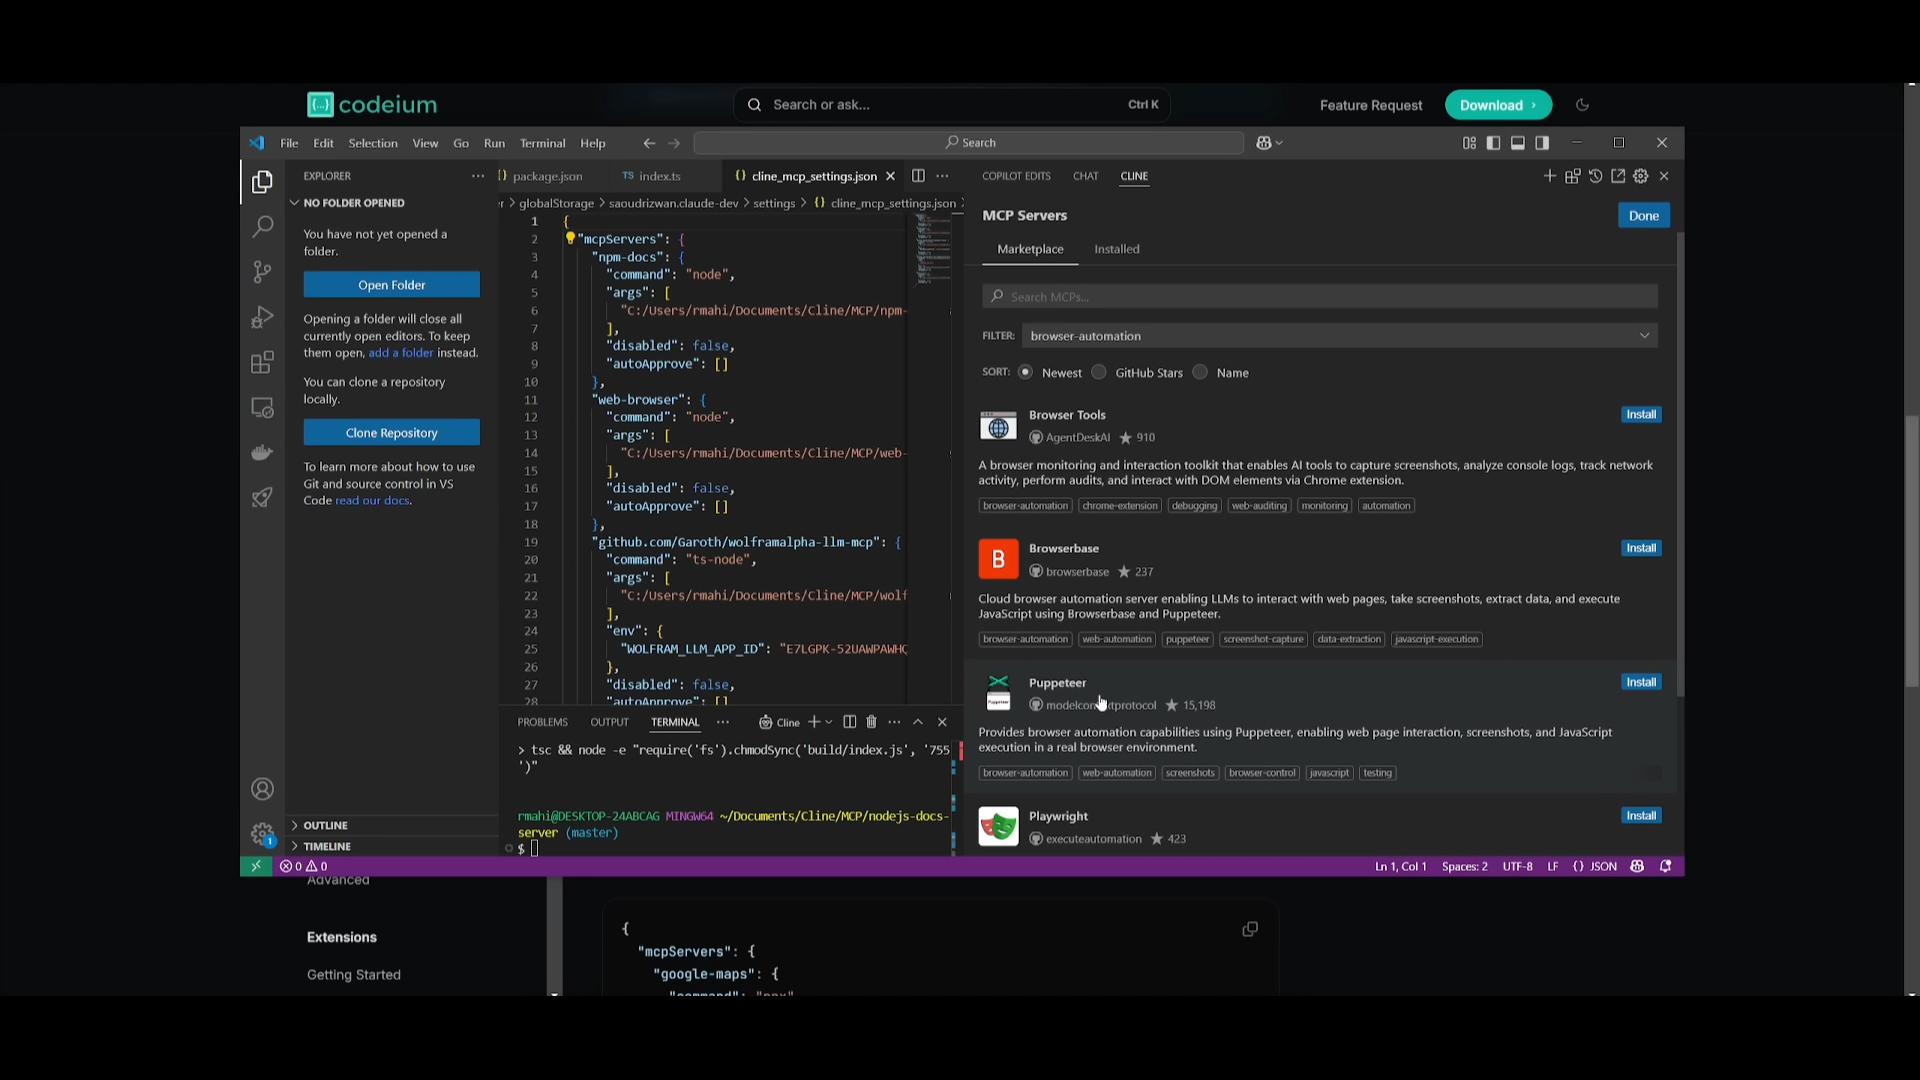 codeium
Search or ask...
Ctrl K
Feature Request
Download
File Edit Selection View Go Run Terminal Help
Search
EXPLORER
NO FOLDER OPENED
You have not yet opened a
folder.
Open Folder
Opening a folder will close all
currently open editors. To keep
them open, add a folder instead.
You can clone a repository
locally.
Clone Repository
To learn more about how to use
Git and source control in VS
Code read our docs.
OUTLINE
TIMELINE
package.json
TS index.ts
{} cline_mcp_settings.json
> globalStorage > saoudrizwan.claude-dev > settings > {} cline_mcp_settings.json
1 {
2 "mcpServers": {
3 "npm-docs": {
4 "command": "node",
5 "args": [
6 "C:/Users/rmahi/Documents/Cline/MCP/npm-
7 ],
8 "disabled": false,
9 "autoApprove": []
10 },
11 "web-browser": {
12 "command": "node",
13 "args": [
14 "C:/Users/rmahi/Documents/Cline/MCP/web-
15 ],
16 "disabled": false,
17 "autoApprove": []
18 },
19 "github.com/Garoth/wolframalpha-llm-mcp": {
20 "command": "ts-node",
21 "args": [
22 "C:/Users/rmahi/Documents/Cline/MCP/wolf
23 ],
24 "env": {
25 "WOLFRAM_LLM_APP_ID": "E7LGPK-52UAWPAWHQ
26 },
27 "disabled": false,
28 "autoApprove": []
PROBLEMS OUTPUT TERMINAL
Cline
> tsc && node -e "require('fs').chmodSync('build/index.js', '755
')"
rmahi@DESKTOP-24ABCAG MINGW64 ~/Documents/Cline/MCP/nodejs-docs-
server (master)
$
COPILOT EDITS CHAT CLINE
MCP Servers
Done
Marketplace Installed
Search MCPs...
FILTER: browser-automation
SORT: Newest GitHub Stars Name
Browser Tools
Install
AgentDeskAI 910
A browser monitoring and interaction toolkit that enables AI tools to capture screenshots, analyze console logs, track network
activity, perform audits, and interact with DOM elements via Chrome extension.
browser-automation chrome-extension debugging web-auditing monitoring automation
B
Browserbase
Install
browserbase 237
Cloud browser automation server enabling LLMs to interact with web pages, take screenshots, extract data, and execute
JavaScript using Browserbase and Puppeteer.
browser-automation web-automation puppeteer screenshot-capture data-extraction javascript-execution
Puppeteer
Install
15,198
Provides browser automation capabilities using Puppeteer, enabling web page interaction, screenshots, and JavaScript
execution in a real browser environment.
browser-automation web-automation screenshots browser-control javascript testing
Playwright
Install
executeautomation 423
0 0
Ln 1, Col 1 Spaces: 2 UTF-8 LF {} JSON
1
Advanced
Extensions
Getting Started
{
"mcpServers": {
"google-maps": {
"command": "npx"